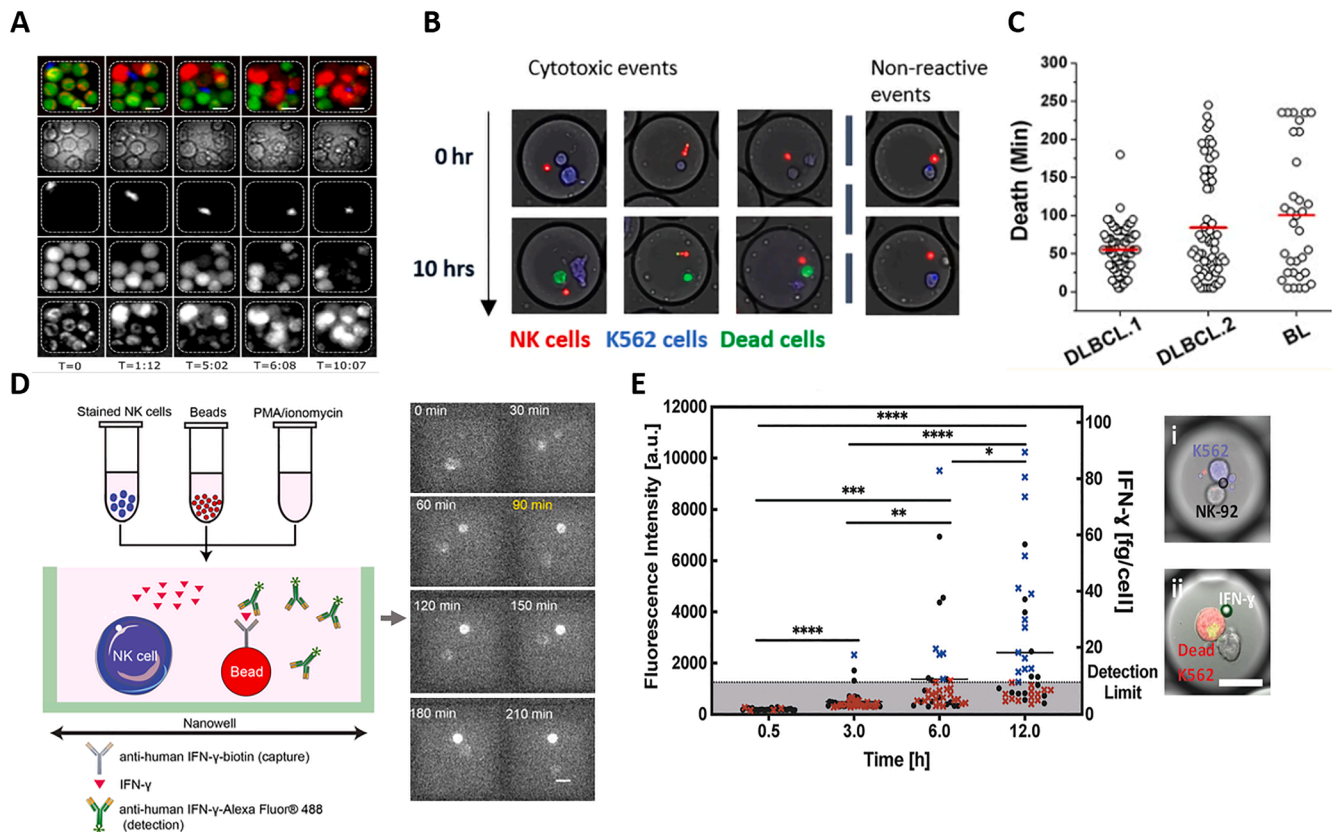 A
T=0 T=1:12 T=5:02 T=6:08 T=10:07
B
Cytotoxic events
Non-reactive
events
0 hr
10 hrs
NK cells K562 cells Dead cells
C
Death (Min)
300
250
200
150
100
50
0
DLBCL.1 DLBCL.2 BL
D
Stained NK cells Beads PMA/ionomycin
NK cell
Bead
Nanowell
anti-human IFN-γ-biotin (capture)
IFN-γ
anti-human IFN-γ-Alexa Fluor® 488
(detection)
0 min 30 min
60 min 90 min
120 min 150 min
180 min 210 min
E
Fluorescence Intensity [a.u.]
12000
10000
8000
6000
4000
2000
0
****
****
*
***
**
****
100
80
60
40
20
0
IFN-γ [fg/cell]
Detection
Limit
0.5 3.0 6.0 12.0
Time [h]
i
K562
NK-92
ii
IFN-γ
Dead
K562